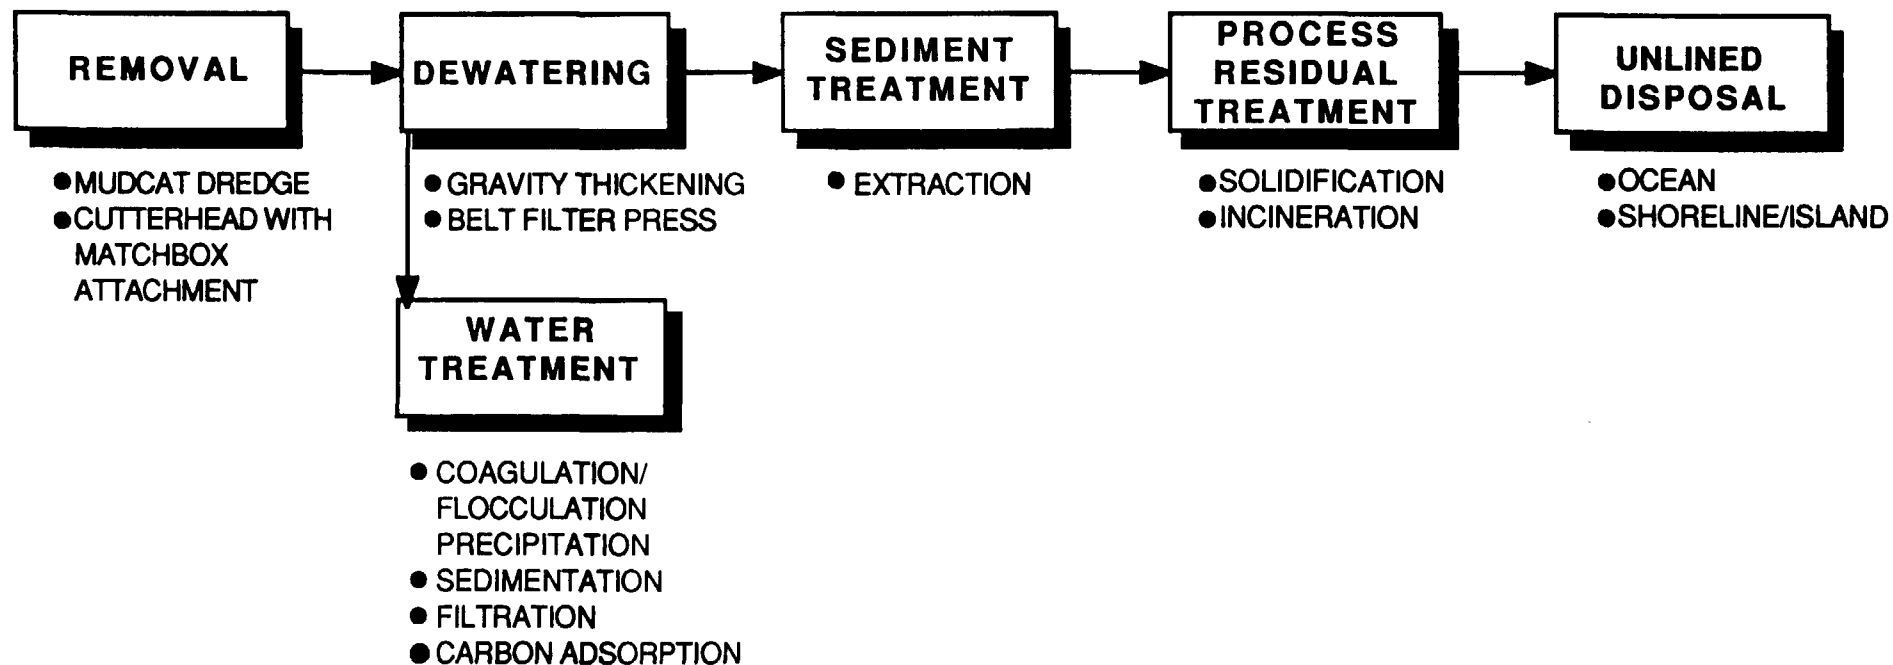 REMOVAL
● MUDCAT DREDGE
● CUTTERHEAD WITH
MATCHBOX
ATTACHMENT
DEWATERING
● GRAVITY THICKENING
● BELT FILTER PRESS
WATER
TREATMENT
● COAGULATION/
FLOCCULATION
PRECIPITATION
● SEDIMENTATION
● FILTRATION
● CARBON ADSORPTION
SEDIMENT
TREATMENT
● EXTRACTION
PROCESS
RESIDUAL
TREATMENT
● SOLIDIFICATION
● INCINERATION
UNLINED
DISPOSAL
● OCEAN
● SHORELINE/ISLAND